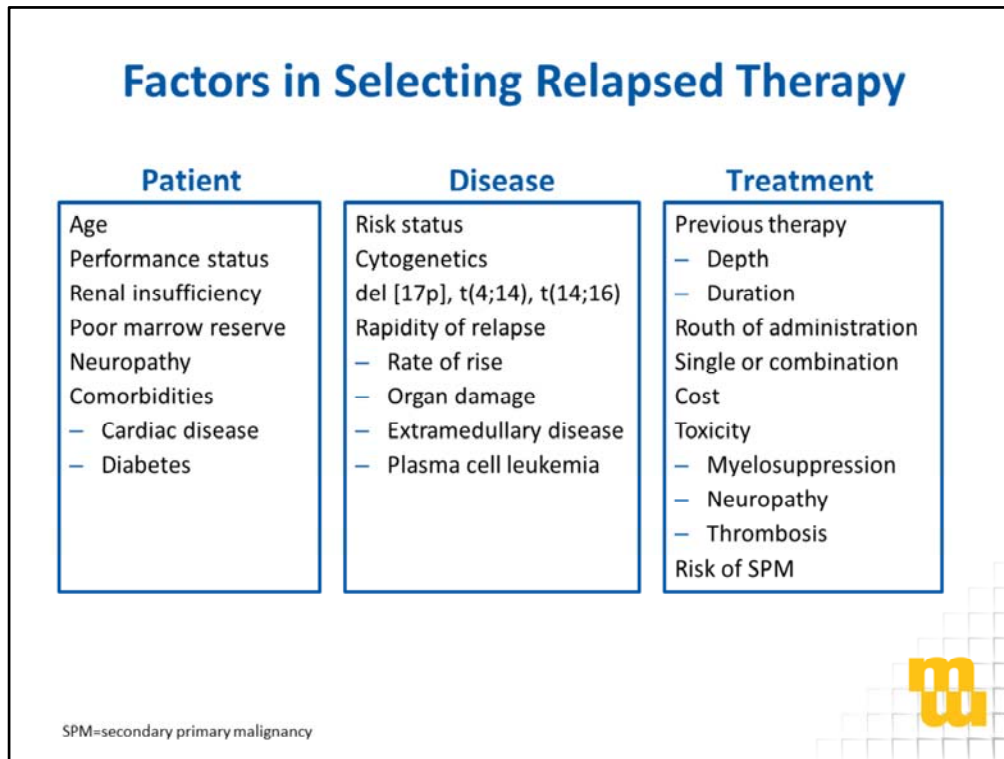 Factors in Selecting Relapsed Therapy
Patient
Age
Performance status
Renal insufficiency
Poor marrow reserve
Neuropathy
Comorbidities
– Cardiac disease
– Diabetes
Disease
Risk status
Cytogenetics
del [17p], t(4;14), t(14;16)
Rapidity of relapse
– Rate of rise
– Organ damage
– Extramedullary disease
– Plasma cell leukemia
Treatment
Previous therapy
– Depth
– Duration
Routh of administration
Single or combination
Cost
Toxicity
– Myelosuppression
– Neuropathy
– Thrombosis
Risk of SPM
SPM=secondary primary malignancy